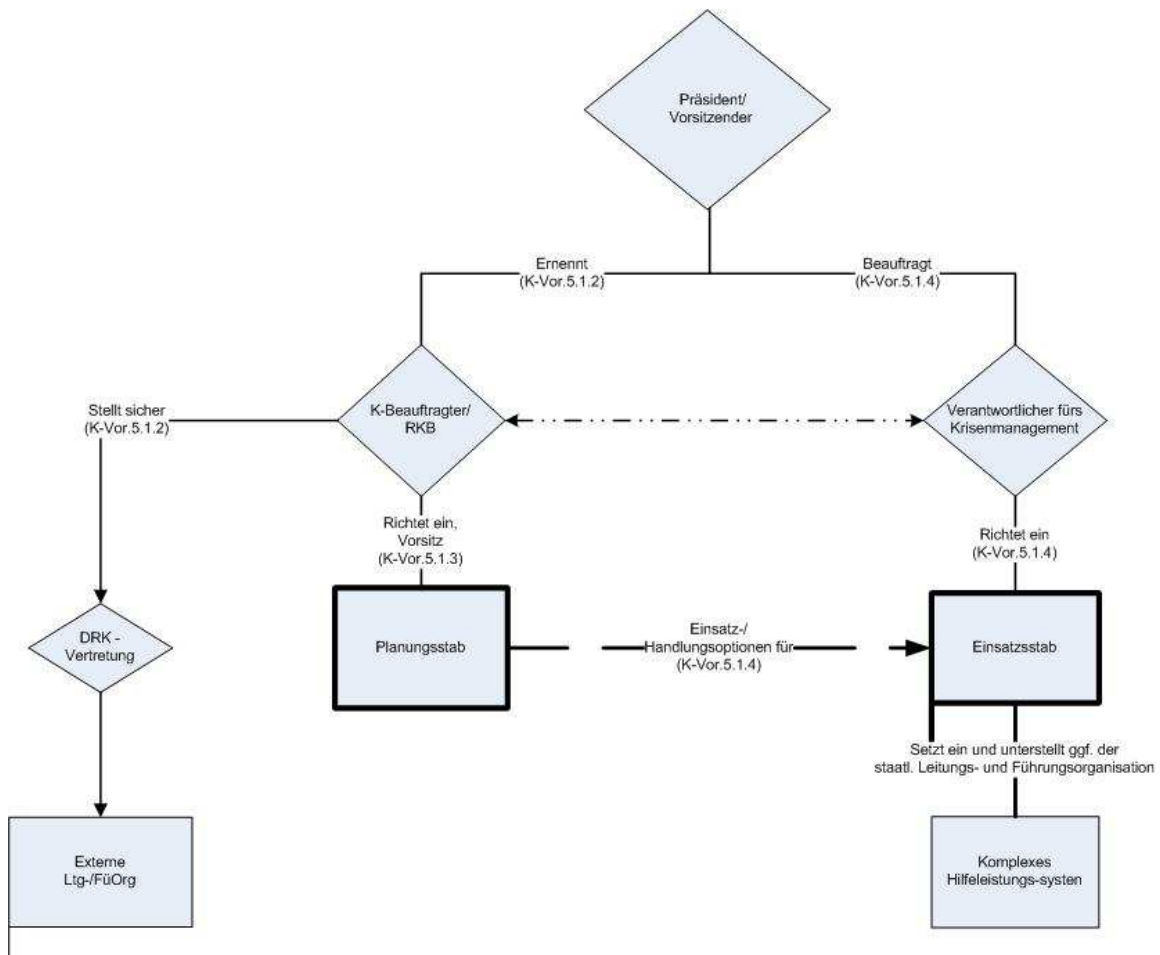 Präsident/
Vorsitzender
Ernennt
(K-Vor.5.1.2)
Beauftragt
(K-Vor.5.1.4)
Stellt sicher
(K-Vor.5.1.2)
K-Beauftragter/
RKB
Verantwortlicher fürs
Krisenmanagement
Richtet ein,
Vorsitz
(K-Vor.5.1.3)
Richtet ein
(K-Vor.5.1.4)
DRK -
Vertretung
Planungsstab
Einsatz-/
Handlungsoptionen für
(K-Vor.5.1.4)
Einsatzsstab
Setzt ein und unterstellt ggf. der
staatl. Leitungs- und Führungsorganisation
Externe
Ltg-/FüOrg
Komplexes
Hilfeleistungs-systen